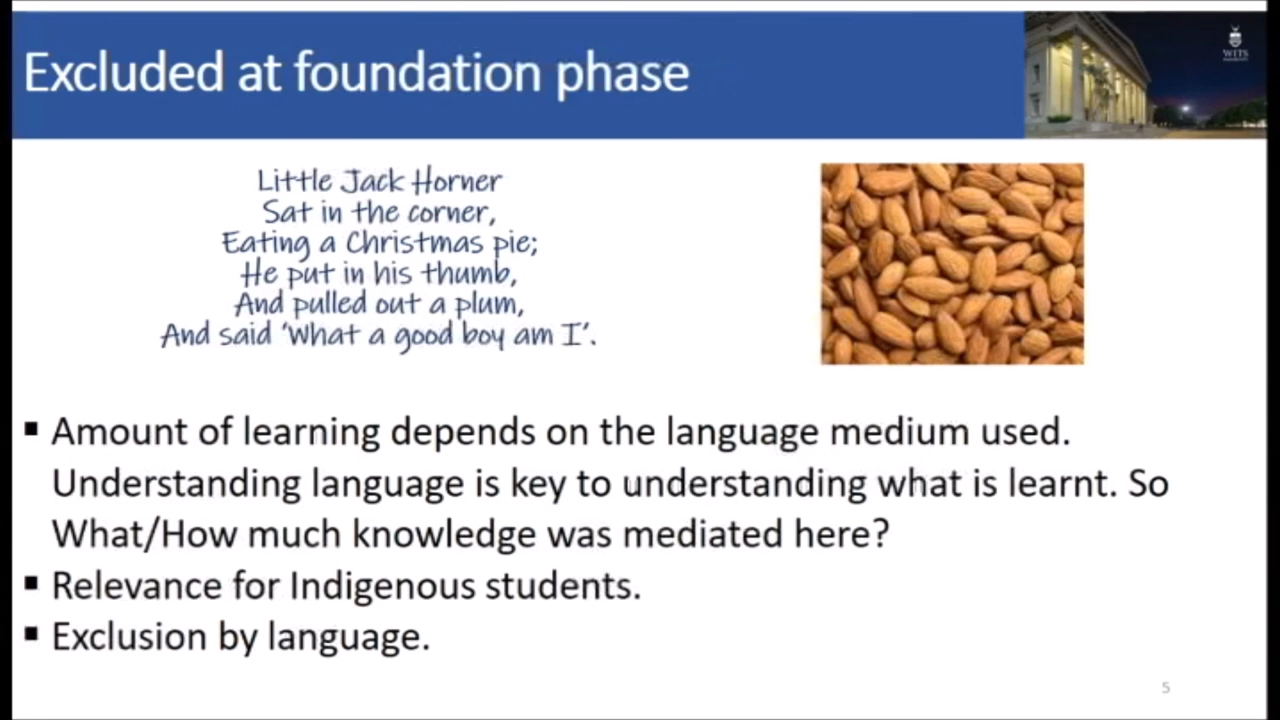 Excluded at foundation phase
WITS
Little Jack Horner
Sat in the corner,
Eating a Christmas pie;
He put in his thumb,
And pulled out a plum,
And said ‘What a good boy am I’.
▪ Amount of learning depends on the language medium used.
Understanding language is key to understanding what is learnt. So
What/How much knowledge was mediated here?
▪ Relevance for Indigenous students.
▪ Exclusion by language.
5